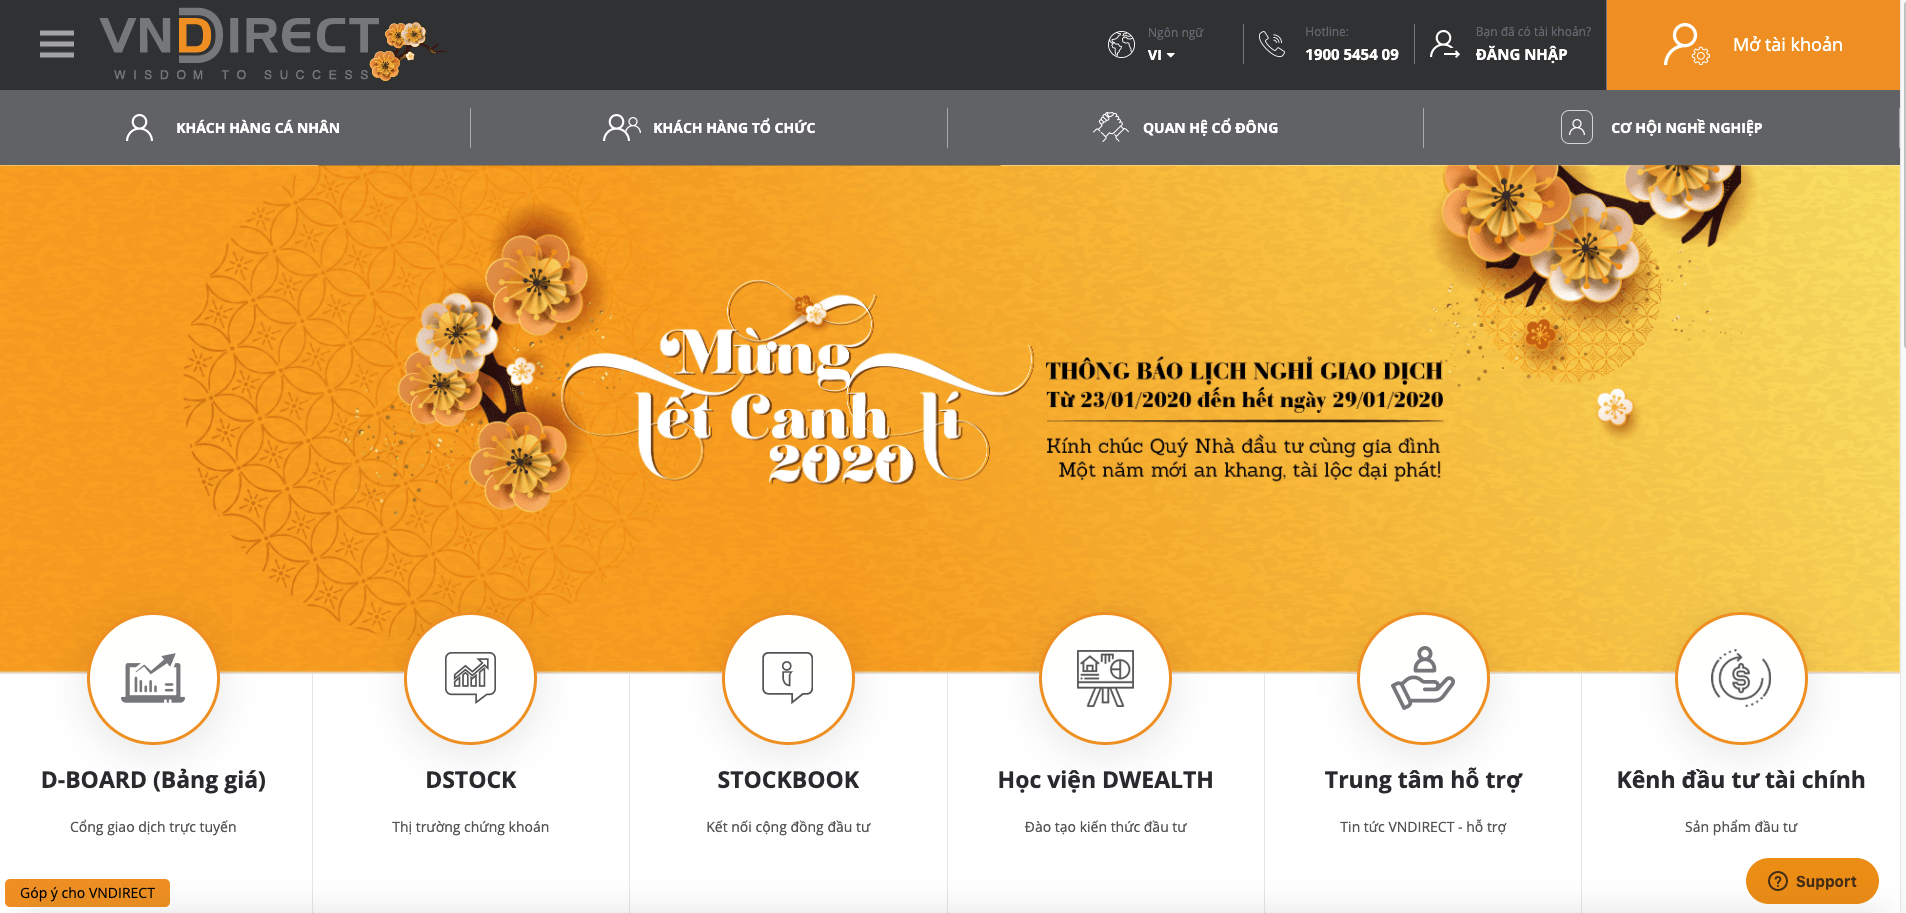 VNDIRECT
WISDOM TO SUCCESS
Ngôn ngữ
VI
Hotline:
1900 5454 09
Bạn đã có tài khoản?
ĐĂNG NHẬP
Mở tài khoản
KHÁCH HÀNG CÁ NHÂN
KHÁCH HÀNG TỔ CHỨC
QUAN HỆ CỔ ĐÔNG
CƠ HỘI NGHỀ NGHIỆP
Mừng
Tết Canh Tí
2020
THÔNG BÁO LỊCH NGHỈ GIAO DỊCH
Từ 23/01/2020 đến hết ngày 29/01/2020
Kính chúc Quý Nhà đầu tư cùng gia đình
Một năm mới an khang, tài lộc đại phát!
D-BOARD (Bảng giá)
Cổng giao dịch trực tuyến
DSTOCK
Thị trường chứng khoán
STOCKBOOK
Kết nối cộng đồng đầu tư
Học viện DWEALTH
Đào tạo kiến thức đầu tư
Trung tâm hỗ trợ
Tin tức VNDIRECT - hỗ trợ
Kênh đầu tư tài chính
Sản phẩm đầu tư
Góp ý cho VNDIRECT
Support